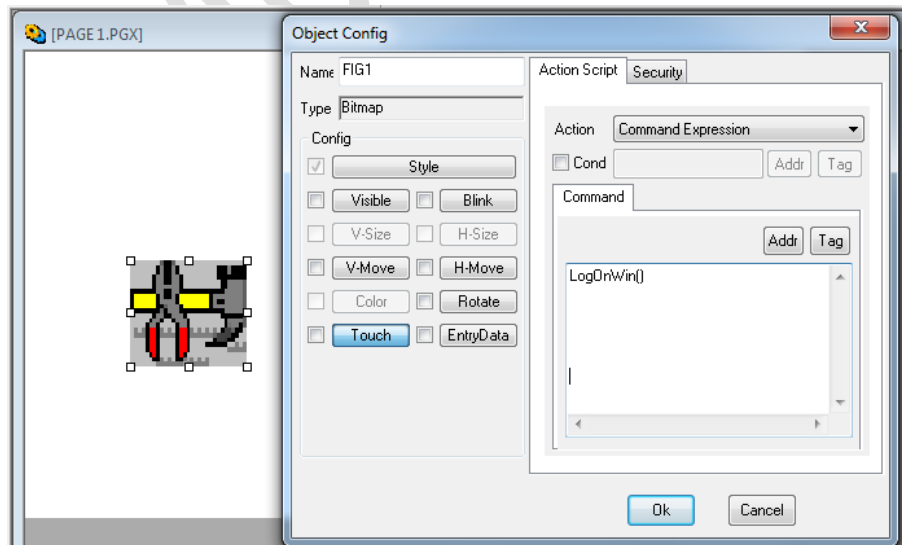 [PAGE 1.PGX]
Object Config
Name FIG1
Type Bitmap
Config
Style
Visible Blink
V-Size H-Size
V-Move H-Move
Color Rotate
Touch EntryData
Action Script Security
Action Command Expression
Cond Addr Tag
Command
Addr Tag
LogOnWin()
Ok Cancel